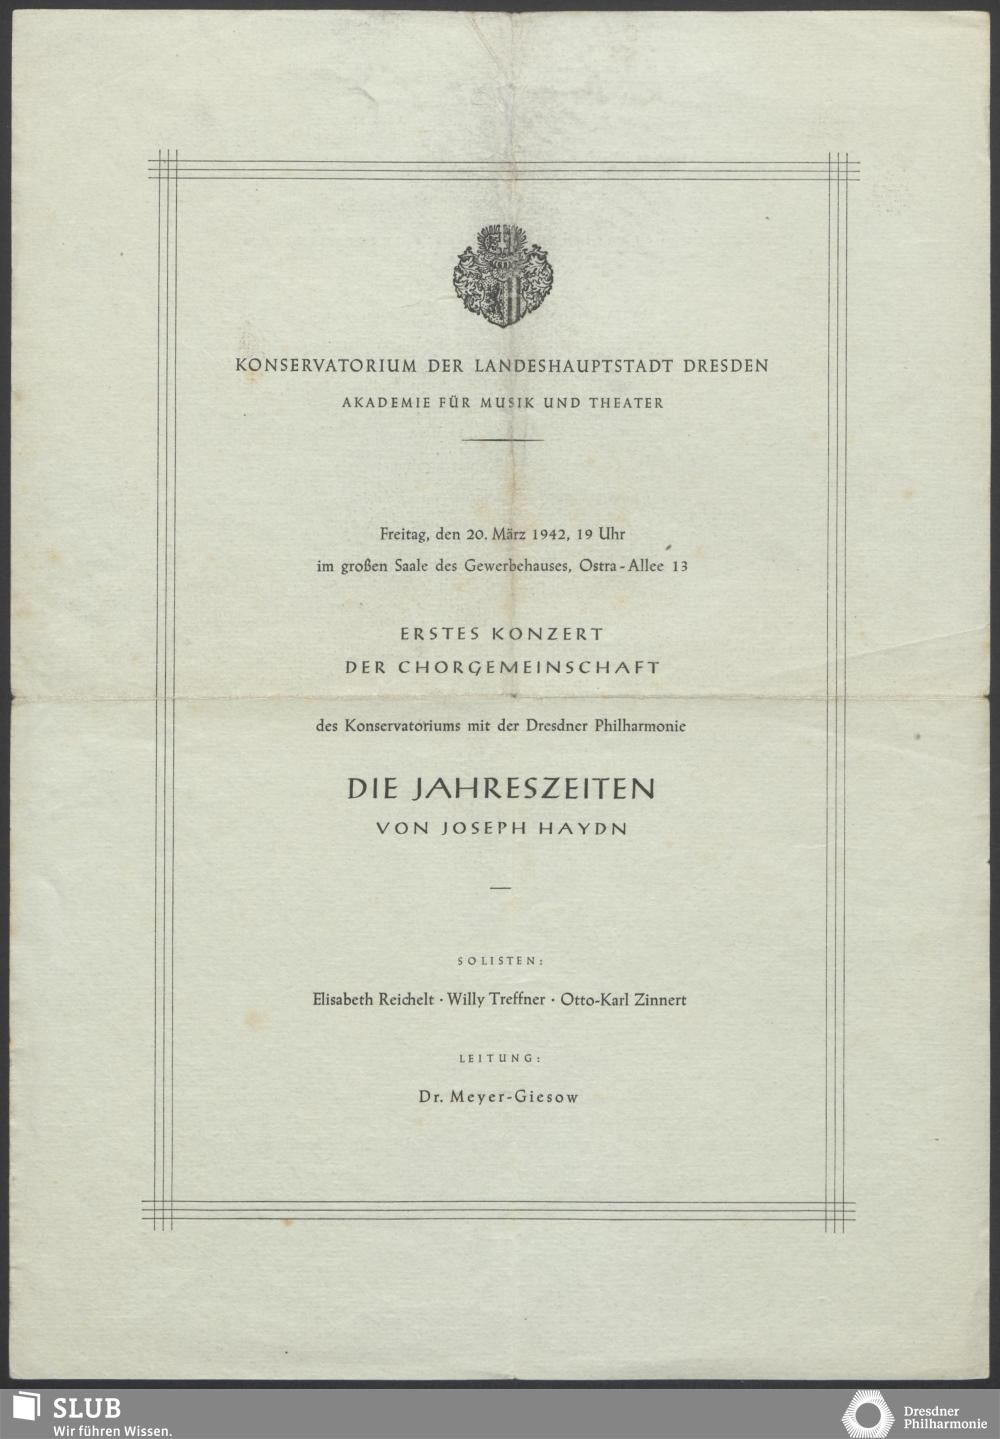 KONSERVATORIUM DER LANDESHAUPTSTADT DRESDEN
AKADEMIE FÜR MUSIK UND THEATER
Freitag, den 20. März 1942, 19 Uhr
im großen Saale des Gewerbehauses, Ostra-Allee 13
ERSTES KONZERT
DER CHORGEMEINSCHAFT
des Konservatoriums mit der Dresdner Philharmonie
DIE JAHRESZEITEN
VON JOSEPH HAYDN
SOLISTEN:
Elisabeth Reichelt · Willy Treffner · Otto-Karl Zinnert
LEITUNG:
Dr. Meyer-Giesow
SLUB
Wir führen Wissen.
Dresdner
Philharmonie